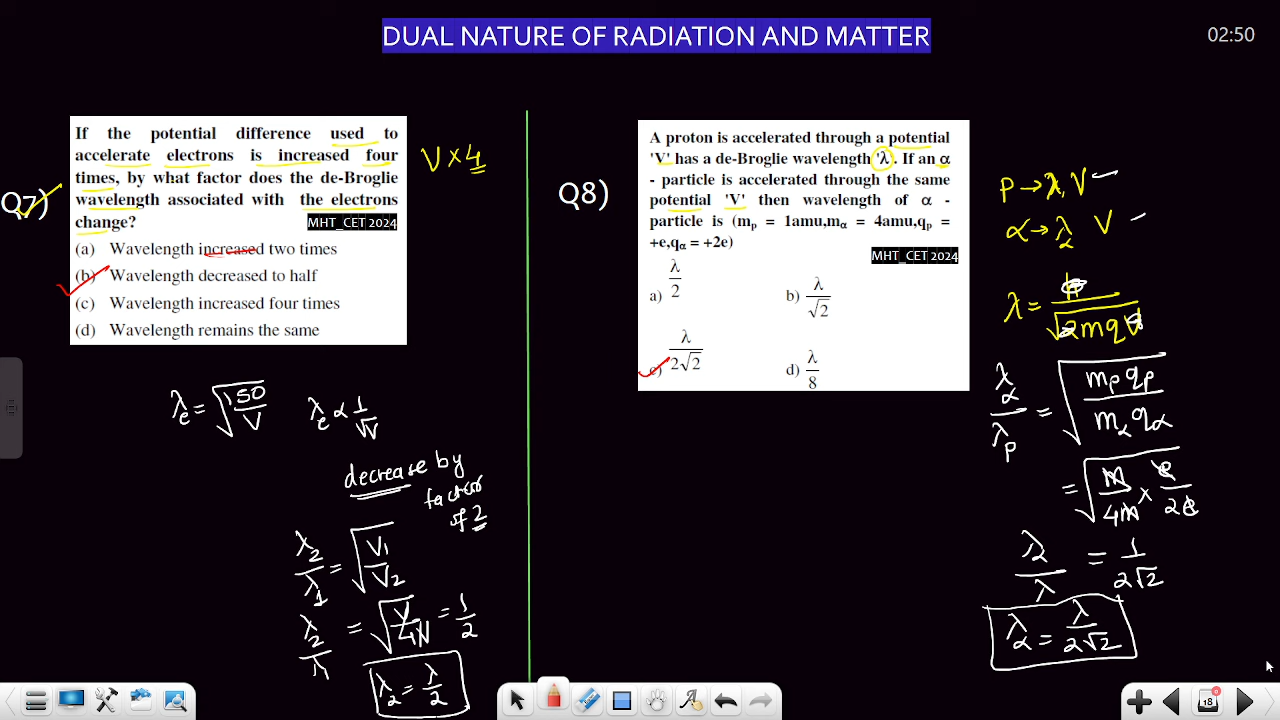 DUAL NATURE OF RADIATION AND MATTER
02:50
Q7)
If the potential difference used to
accelerate electrons is increased four
times, by what factor does the de-Broglie
wavelength associated with the electrons
change?
MHT_CET 2024
(a) Wavelength increased two times
(b) Wavelength decreased to half
(c) Wavelength increased four times
(d) Wavelength remains the same
V × 4
λe = √(150/V)
λe ∝ 1/√V
decrease by
factor
of 2
λ2/λ1 = √(V1/V2)
λ2/λ = √(V/4V) = 1/2
λ2 = λ/2
Q8)
A proton is accelerated through a potential
'V' has a de-Broglie wavelength 'λ'. If an α
- particle is accelerated through the same
potential 'V' then wavelength of α -
particle is (mp = 1amu,mα = 4amu,qp =
+e,qα = +2e)
MHT_CET 2024
a) λ/2
b) λ/√2
c) λ/2√2
d) λ/8
p → λ, V
α → λ2 V
λ = h/√2mqV
λα/λp = √(mp qp/mα qα)
= √(m/4m × e/2e)
λ2/λ = 1/2√2
λ2 = λ/2√2
18